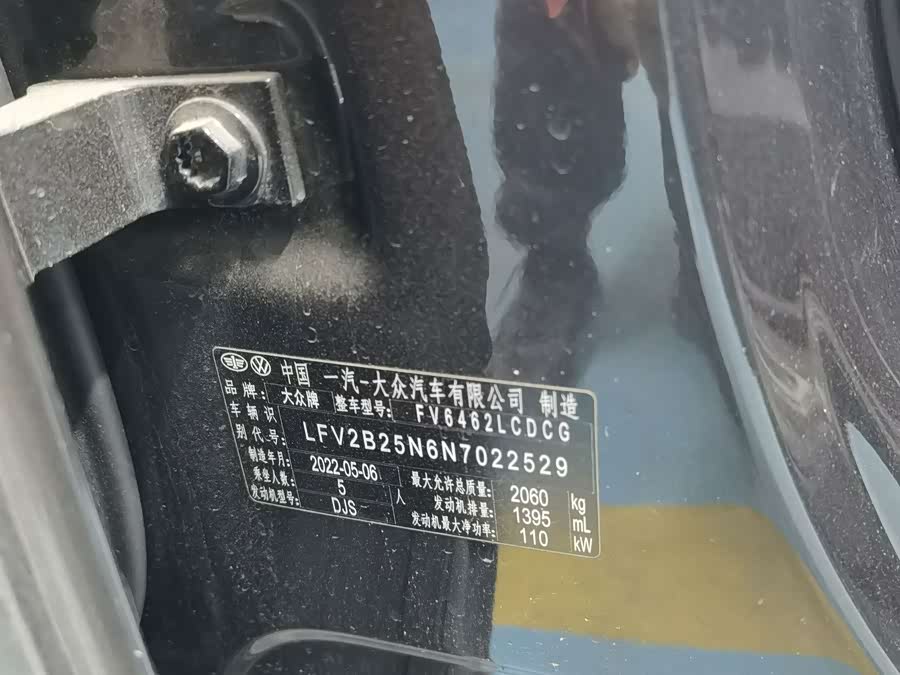 中国 一汽-大众汽车有限公司 制造
品牌: 大众牌 整车型号: FV6462LCDCG
车辆识别代号: LFV2B25N6N7022529
制造年月: 2022-05-06 最大允许总质量: 2060 kg
乘坐人数: 5 人 发动机排量: 1395 mL
发动机型号: DJS 发动机最大净功率: 110 kW